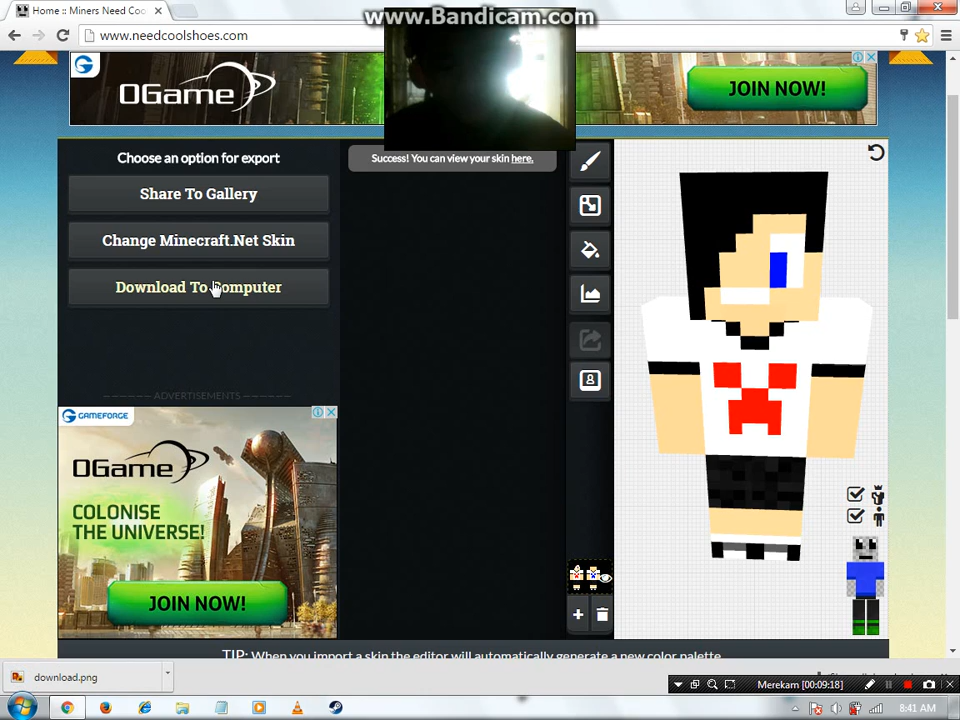 www.Bandicam.com
Home :: Miners Need Coo
www.needcoolshoes.com
OGame
JOIN NOW!
Choose an option for export
Success! You can view your skin here.
Share To Gallery
Change Minecraft.Net Skin
Download To Computer
ADVERTISEMENTS
GAMEFORGE
OGame
COLONISE
THE UNIVERSE!
JOIN NOW!
TIP: When you import a skin the editor will automatically generate a new color palette
download.png
Merekam [00:09:18]
8:41 AM